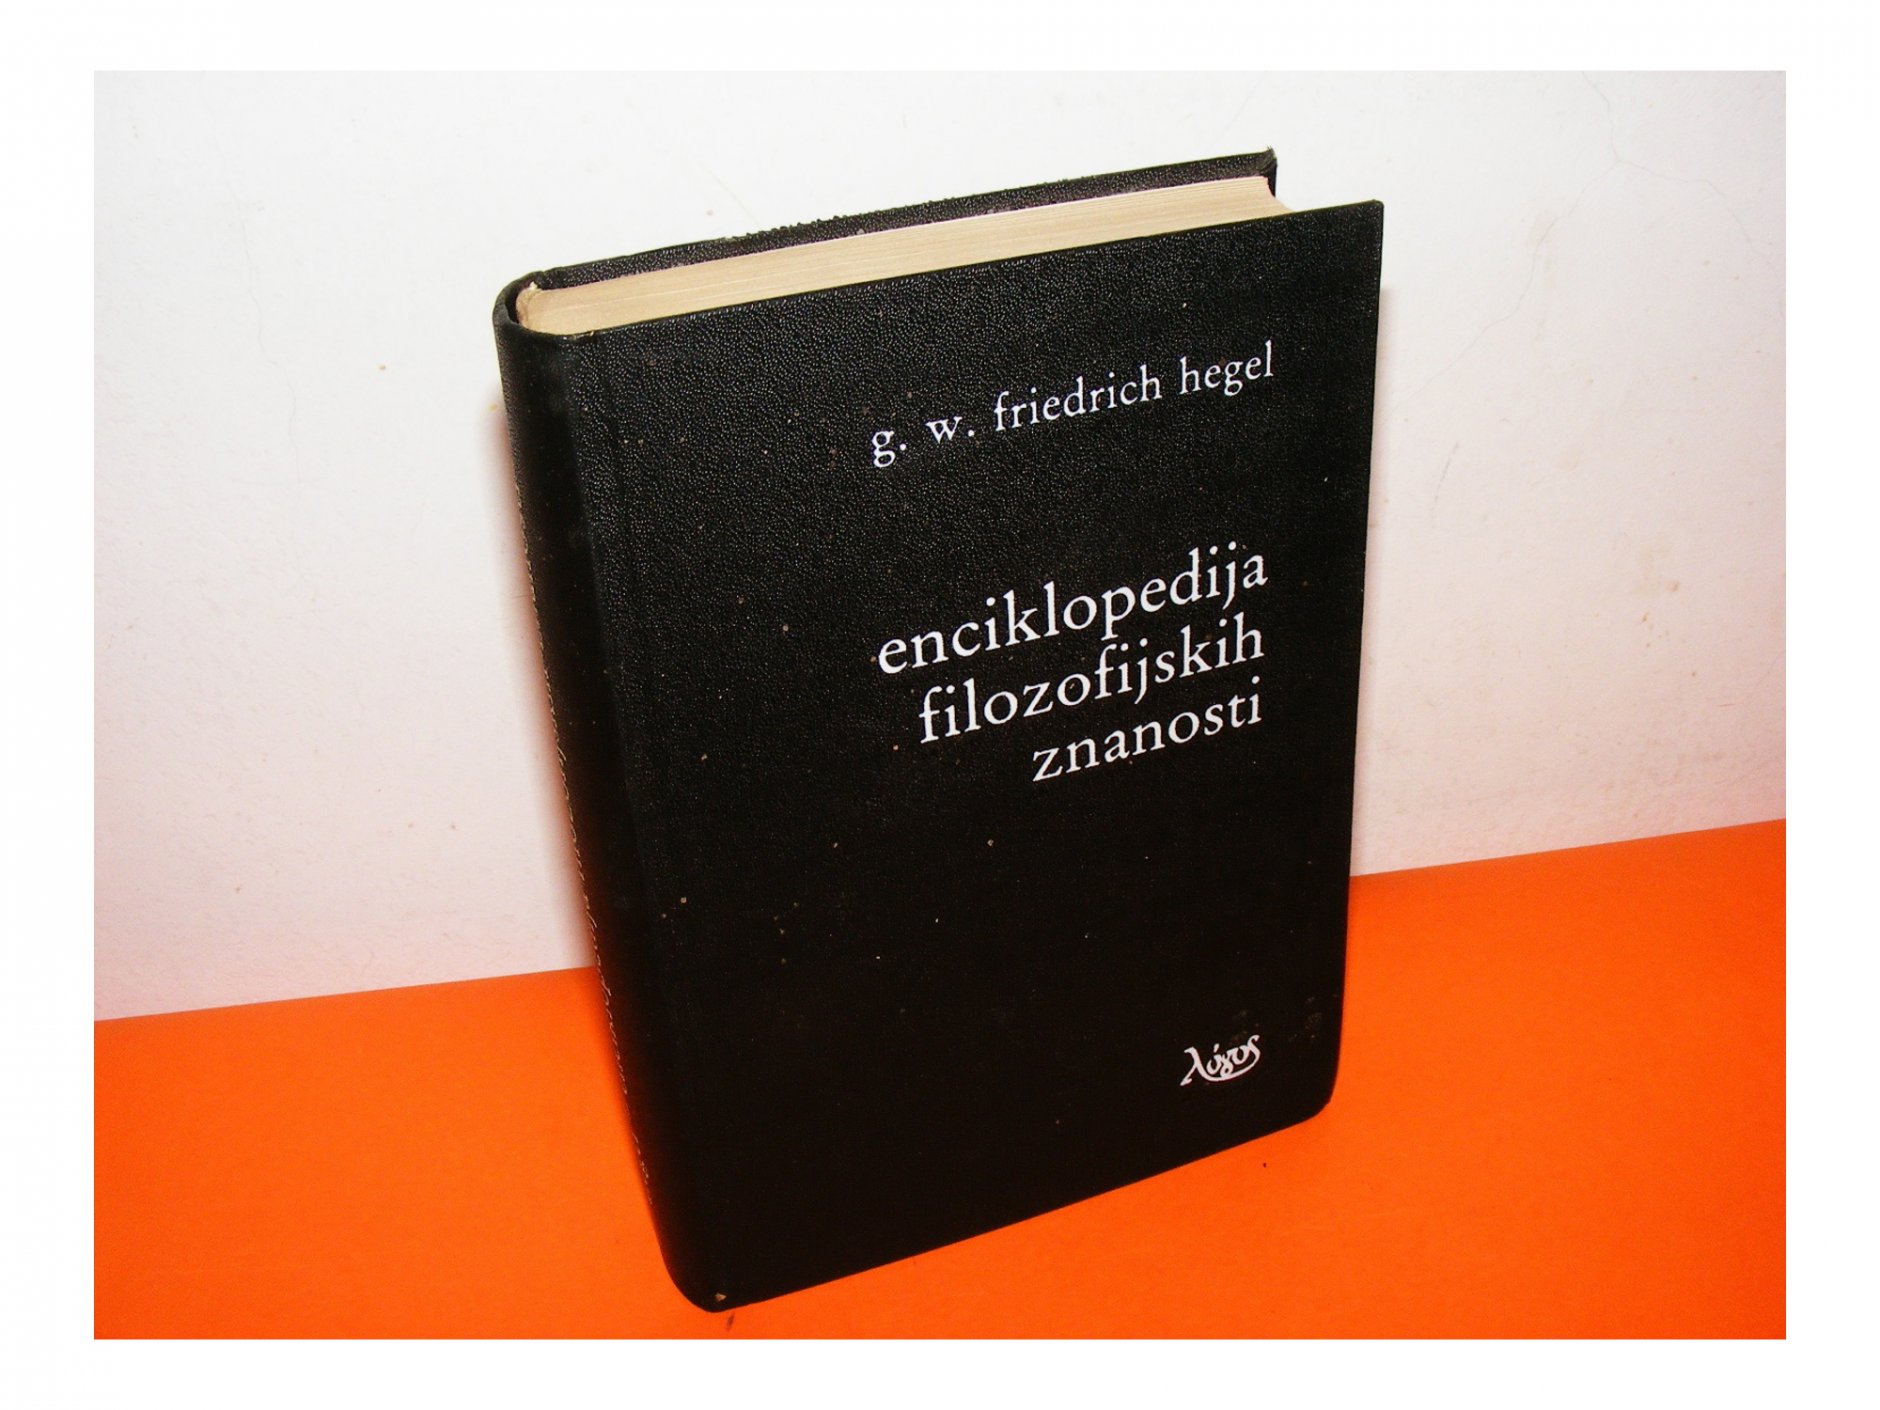 g. w. friedrich hegel
enciklopedija
filozofijskih
znanosti
λόγος